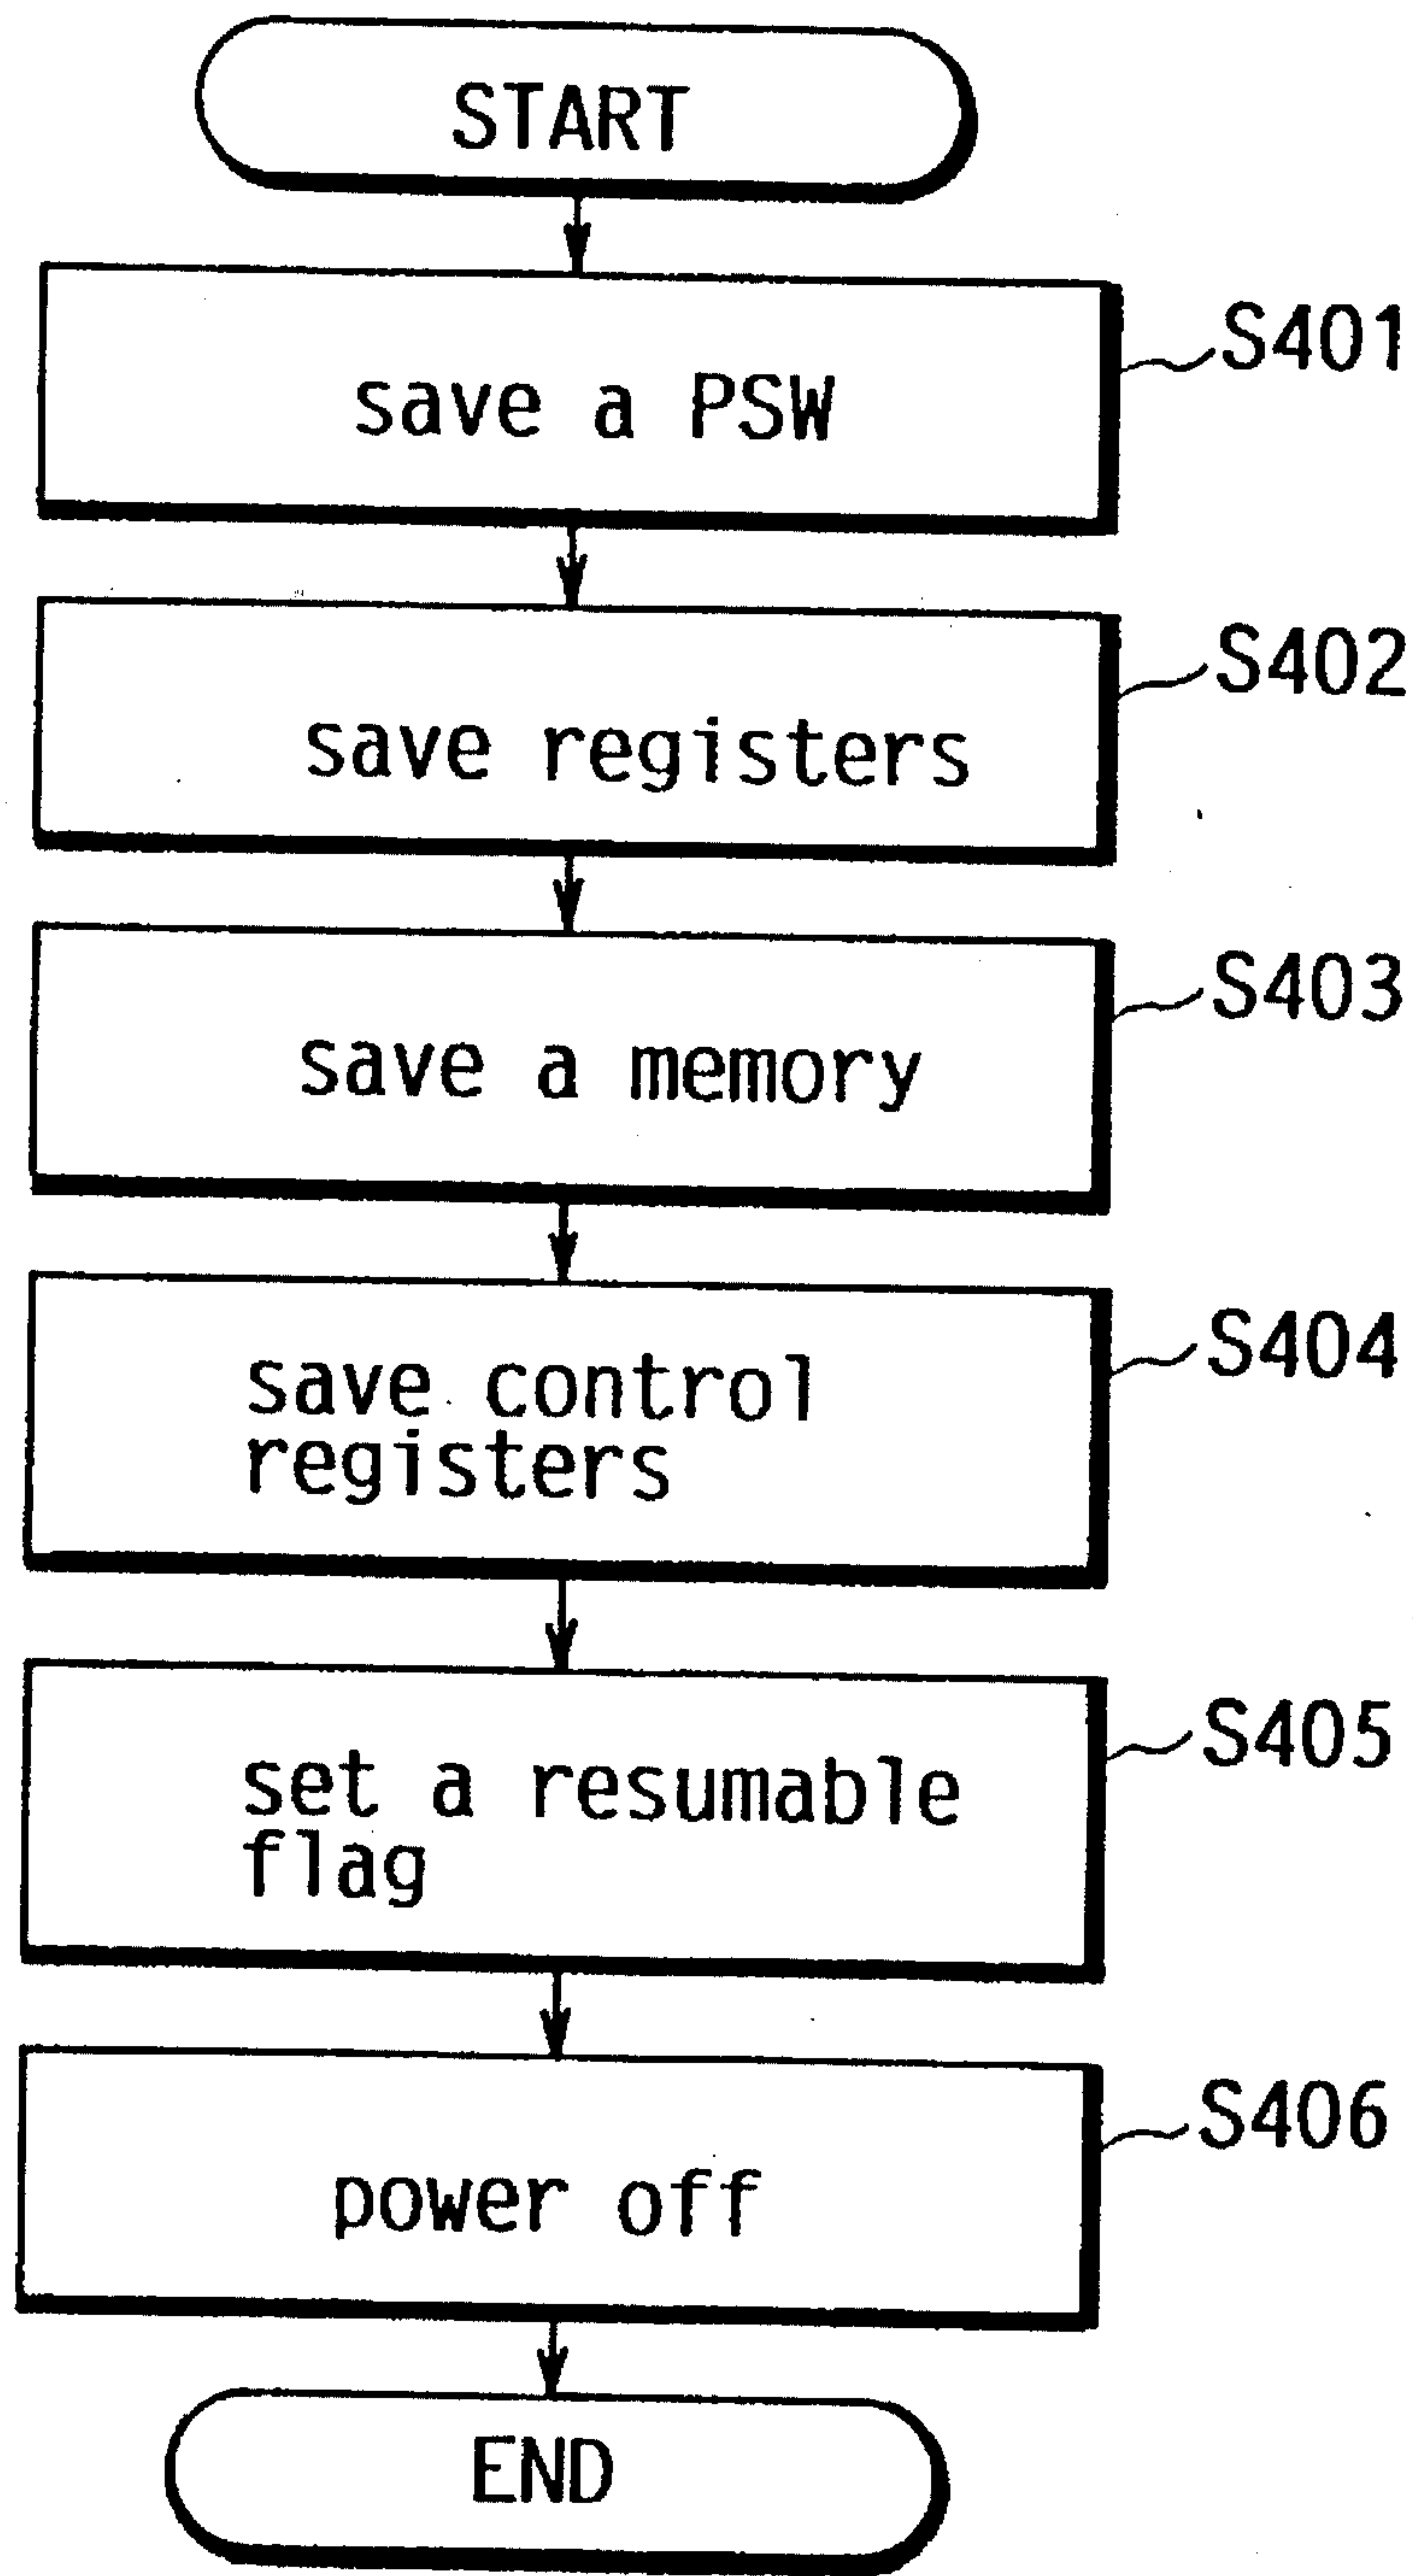 START
save a PSW
S401
save registers
S402
save a memory
S403
save control
registers
S404
set a resumable
flag
S405
power off
S406
END